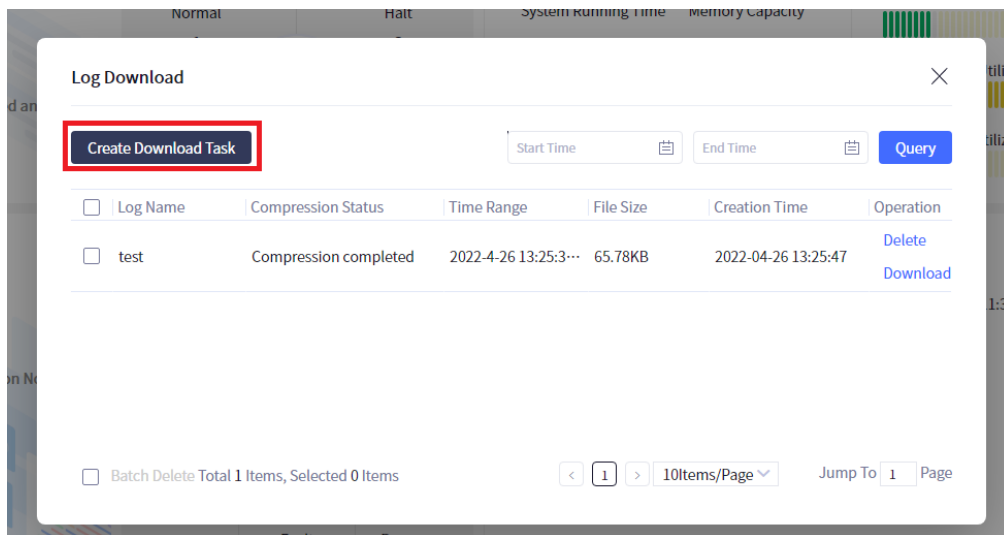 Normal Halt System Running Time Memory Capacity
Log Download
Create Download Task Start Time End Time Query
Log Name Compression Status Time Range File Size Creation Time Operation
test Compression completed 2022-4-26 13:25:3··· 65.78KB 2022-04-26 13:25:47 Delete
Download
Batch Delete Total 1 Items, Selected 0 Items < 1 > 10Items/Page Jump To 1 Page